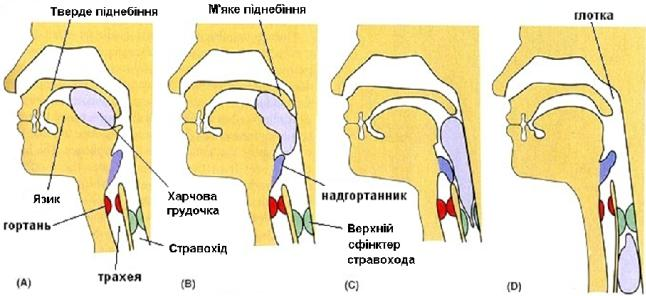 Тверде піднебіння
М'яке піднебіння
глотка
Язик
Харчова
грудочка
надгортанник
гортань
Стравохід
трахея
Верхній
сфінктер
стравохода
(A)
(B)
(C)
(D)